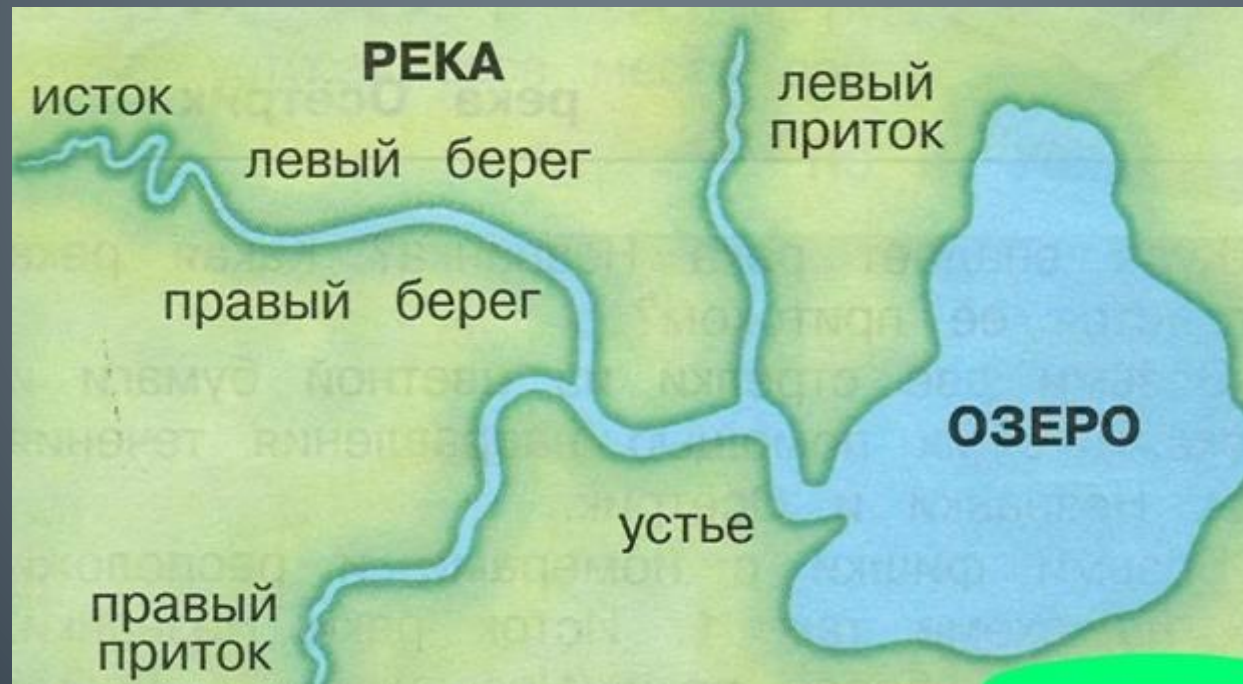 РЕКА
исток
левый берег
левый
приток
правый берег
ОЗЕРО
устье
правый
приток